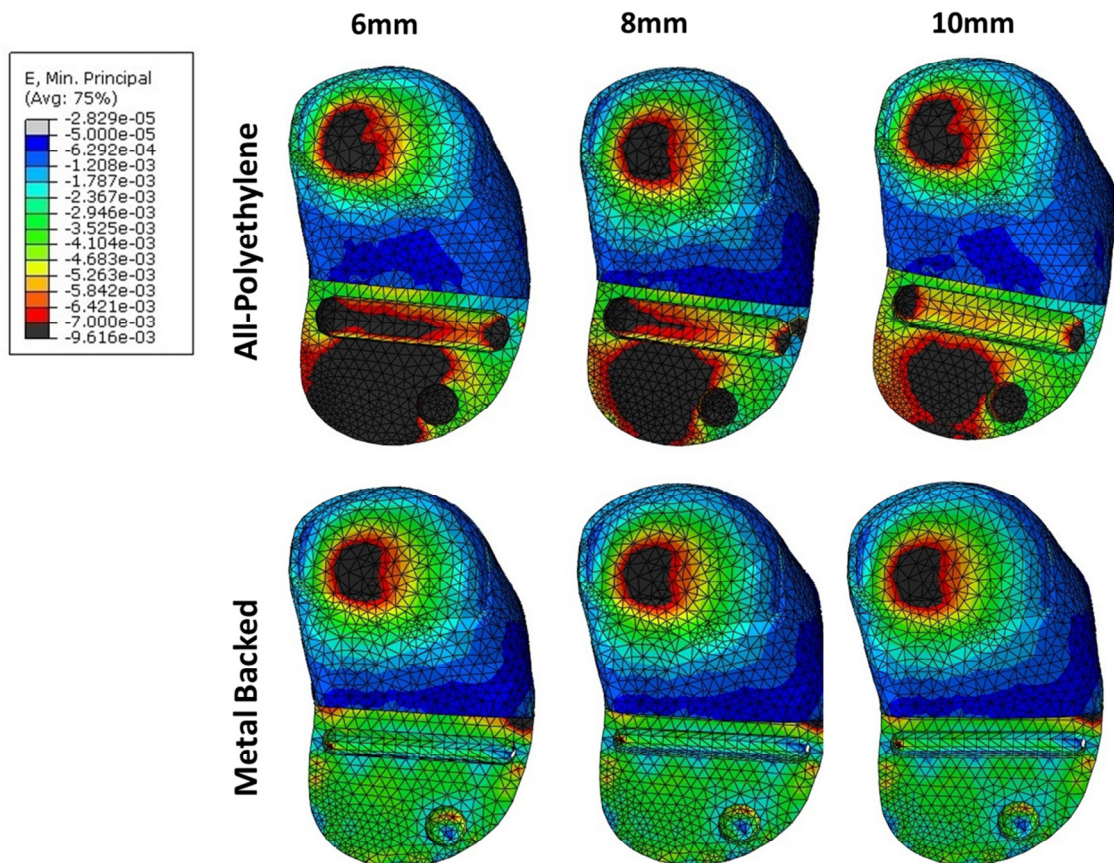 6mm 8mm 10mm
E, Min. Principal
(Avg: 75%)
-2.829e-05
-5.000e-05
-6.292e-04
-1.208e-03
-1.787e-03
-2.367e-03
-2.946e-03
-3.525e-03
-4.104e-03
-4.683e-03
-5.263e-03
-5.842e-03
-6.421e-03
-7.000e-03
-9.616e-03
All-Polyethylene
Metal Backed